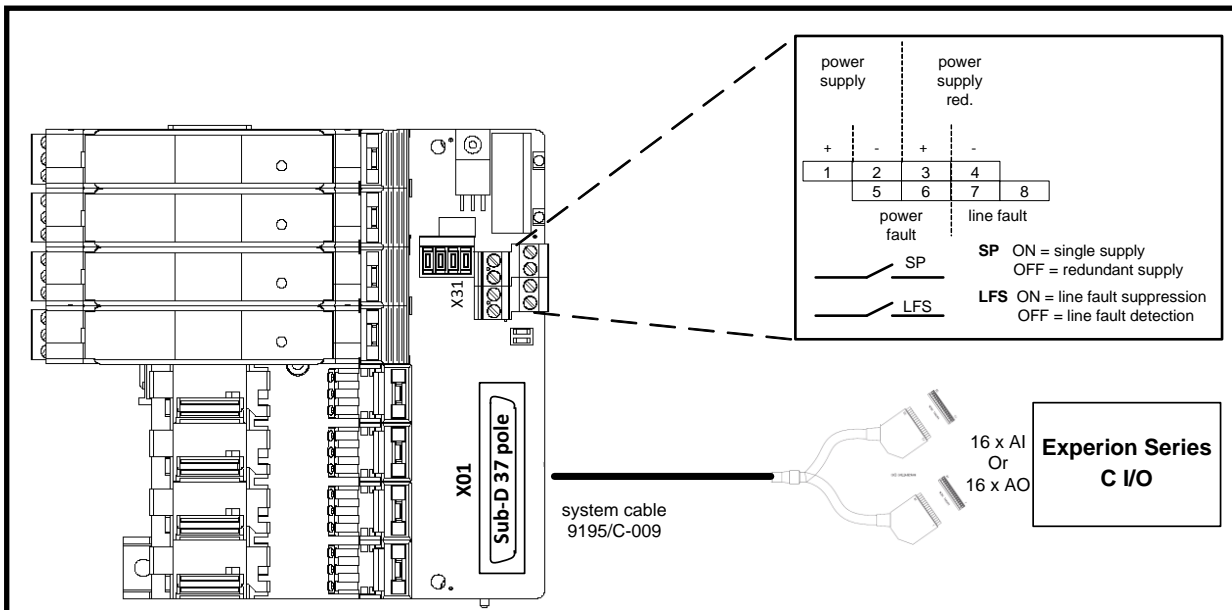 power supply
power supply red.
+ - + -
1 2 3 4
5 6 7 8
power fault
line fault
SP
SP ON = single supply
OFF = redundant supply
LFS
LFS ON = line fault suppression
OFF = line fault detection
X31
X01
Sub-D 37 pole
system cable
9195/C-009
16 x AI
Or
16 x AO
Experion Series
C I/O